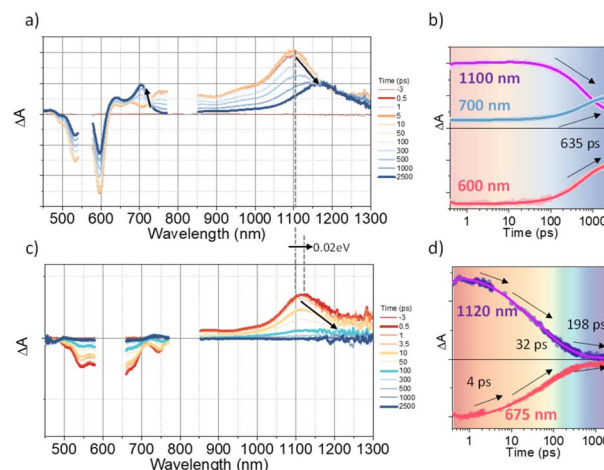 a)
ΔA
Time (ps)
-3
0.5
1
5
10
50
100
300
500
1000
2500
500 600 700 800 900 1000 1100 1200 1300
Wavelength (nm)
b)
ΔA
1100 nm
700 nm
635 ps
600 nm
1 10 100 1000
Time (ps)
0.02eV
c)
ΔA
Time (ps)
-3
0.5
1
3.5
10
50
100
300
500
1000
2500
500 600 700 800 900 1000 1100 1200 1300
Wavelength (nm)
d)
ΔA
1120 nm
198 ps
32 ps
4 ps
675 nm
1 10 100 1000
Time (ps)